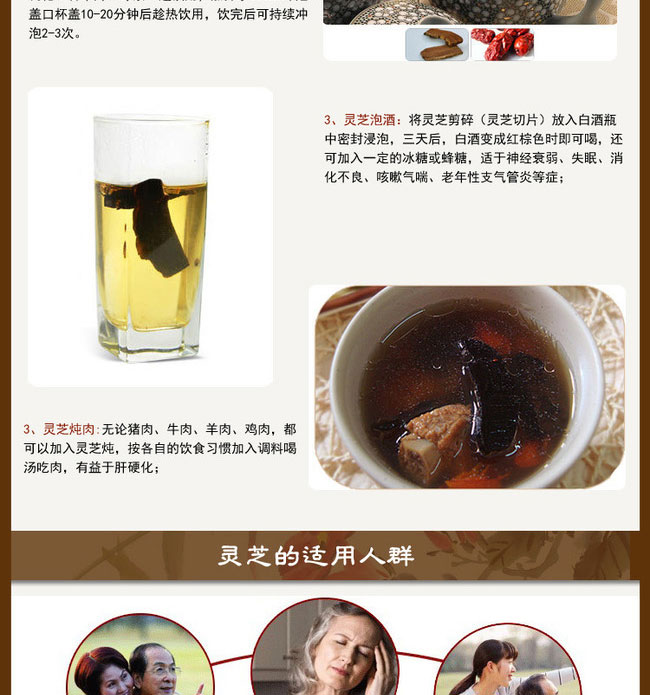 盖口杯盖10-20分钟后趁热饮用，饮完后可持续冲
泡2-3次。
3、灵芝泡酒：将灵芝剪碎（灵芝切片）放入白酒瓶
中密封浸泡，三天后，白酒变成红棕色时即可喝，还
可加入一定的冰糖或蜂糖，适于神经衰弱、失眠、消
化不良、咳嗽气喘、老年性支气管炎等症；
3、灵芝炖肉:无论猪肉、牛肉、羊肉、鸡肉，都
可以加入灵芝炖，按各自的饮食习惯加入调料喝
汤吃肉，有益于肝硬化；
灵芝的适用人群